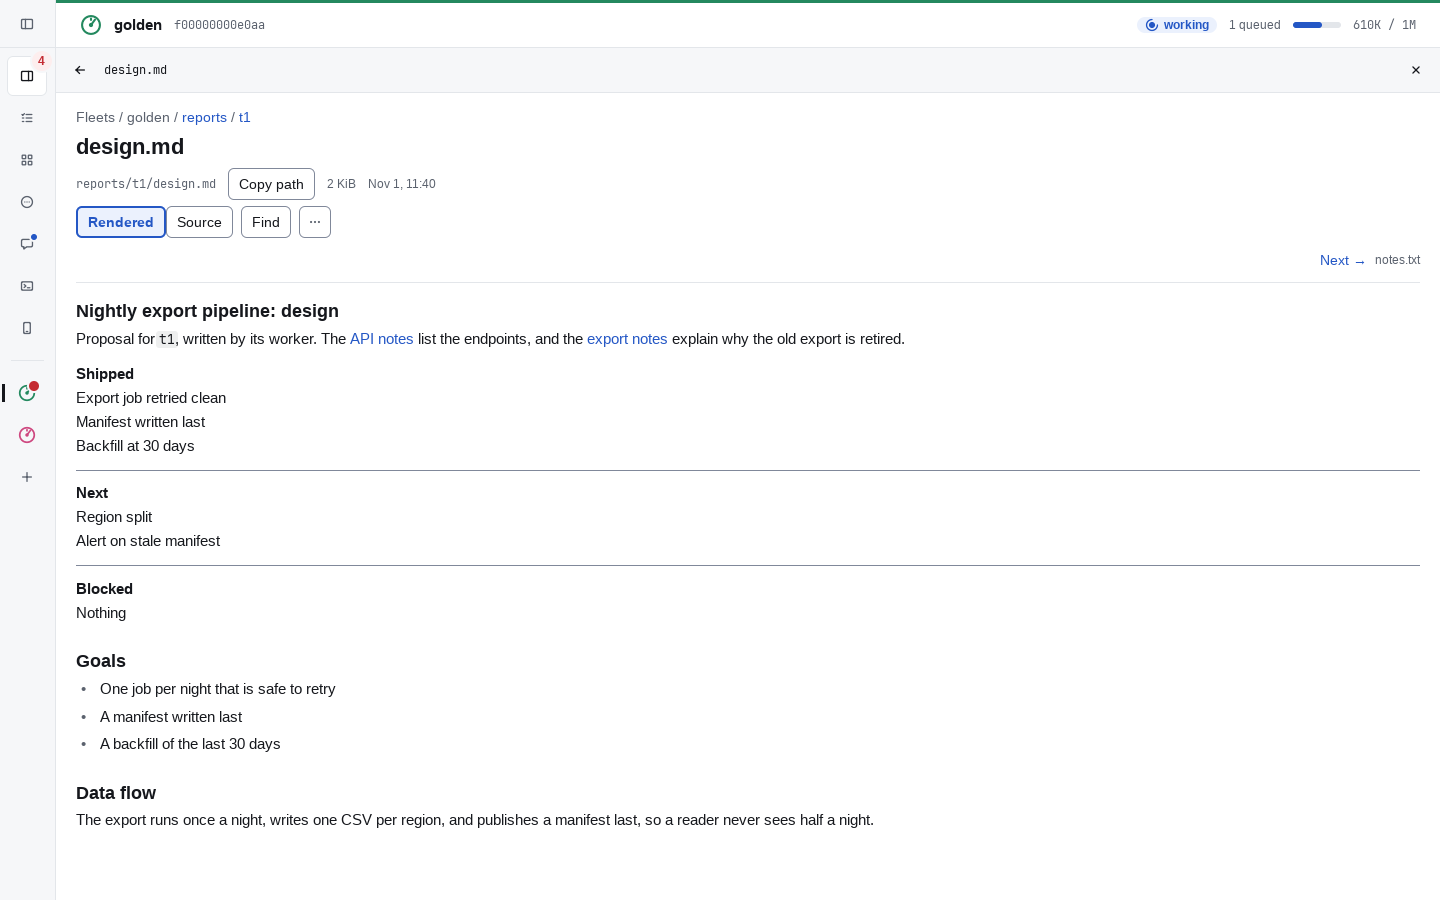 golden f00000000e0aa working 1 queued 610K / 1M
4
design.md
Fleets / golden / reports / t1
design.md
reports/t1/design.md Copy path 2 KiB Nov 1, 11:40
Rendered Source Find ···
Next → notes.txt
Nightly export pipeline: design
Proposal for t1, written by its worker. The API notes list the endpoints, and the export notes explain why the old export is retired.
Shipped
Export job retried clean
Manifest written last
Backfill at 30 days
Next
Region split
Alert on stale manifest
Blocked
Nothing
Goals
• One job per night that is safe to retry
• A manifest written last
• A backfill of the last 30 days
Data flow
The export runs once a night, writes one CSV per region, and publishes a manifest last, so a reader never sees half a night.